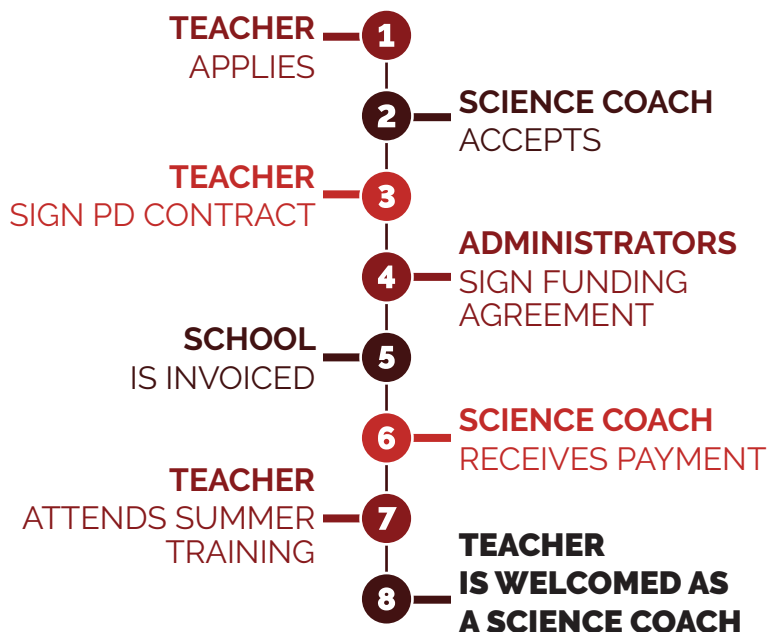 1
TEACHER
APPLIES
2
SCIENCE COACH
ACCEPTS
3
TEACHER
SIGN PD CONTRACT
4
ADMINISTRATORS
SIGN FUNDING
AGREEMENT
5
SCHOOL
IS INVOICED
6
SCIENCE COACH
RECEIVES PAYMENT
7
TEACHER
ATTENDS SUMMER
TRAINING
8
TEACHER
IS WELCOMED AS
A SCIENCE COACH